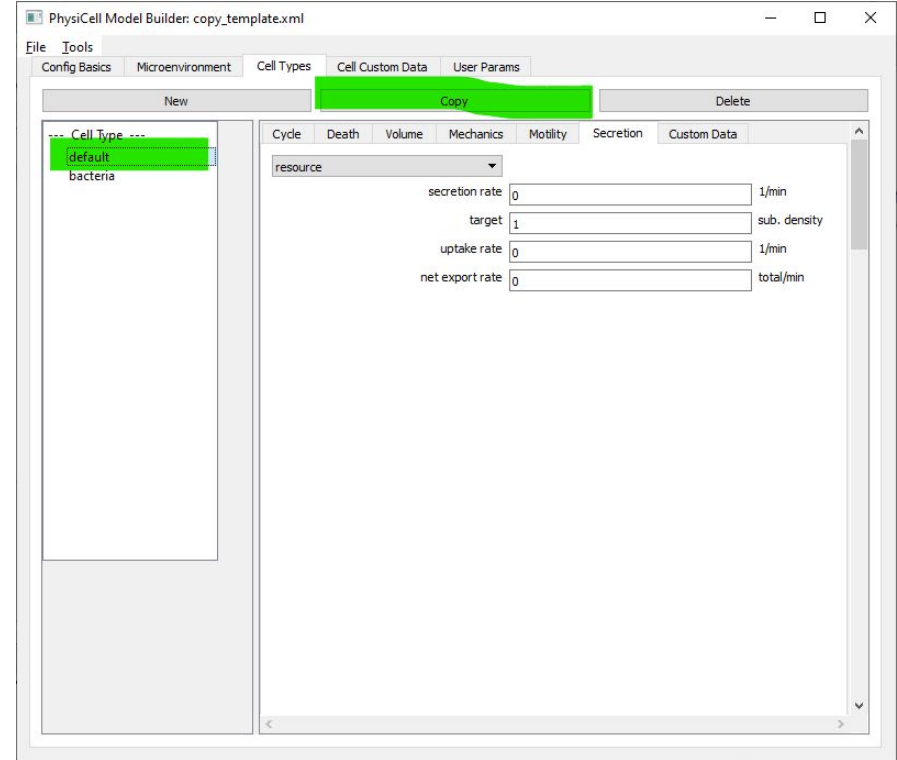 PhysiCell Model Builder: copy_template.xml
File Tools
Config Basics Microenvironment Cell Types Cell Custom Data User Params
New Copy Delete
--- Cell Type ---
default
bacteria
Cycle Death Volume Mechanics Motility Secretion Custom Data
resource
secretion rate 0 1/min
target 1 sub. density
uptake rate 0 1/min
net export rate 0 total/min